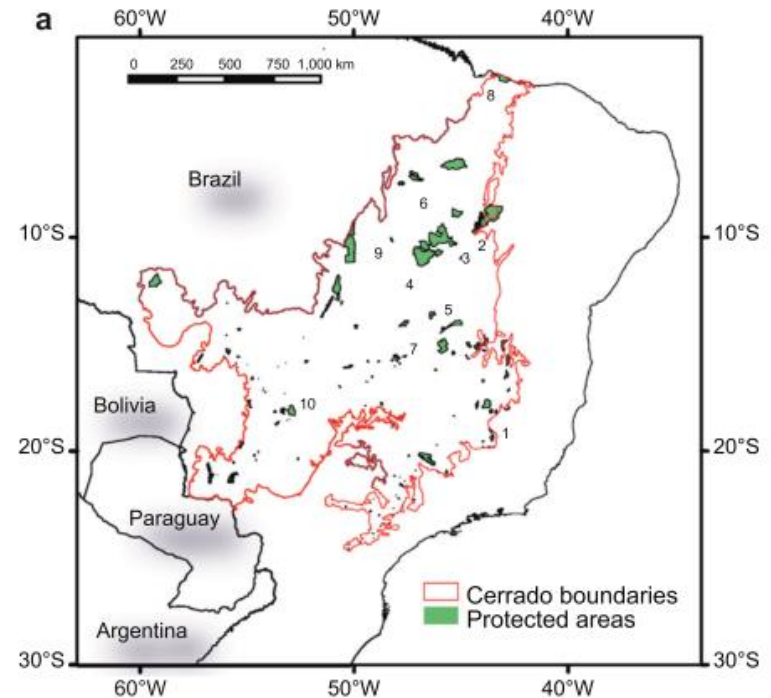 a
60°W 50°W 40°W
0 250 500 750 1,000 km
8
Brazil
6
10°S 10°S
2
9 3
4
5
7
Bolivia 10
1
20°S 20°S
Paraguay
Cerrado boundaries
Protected areas
Argentina
30°S 30°S
60°W 50°W 40°W